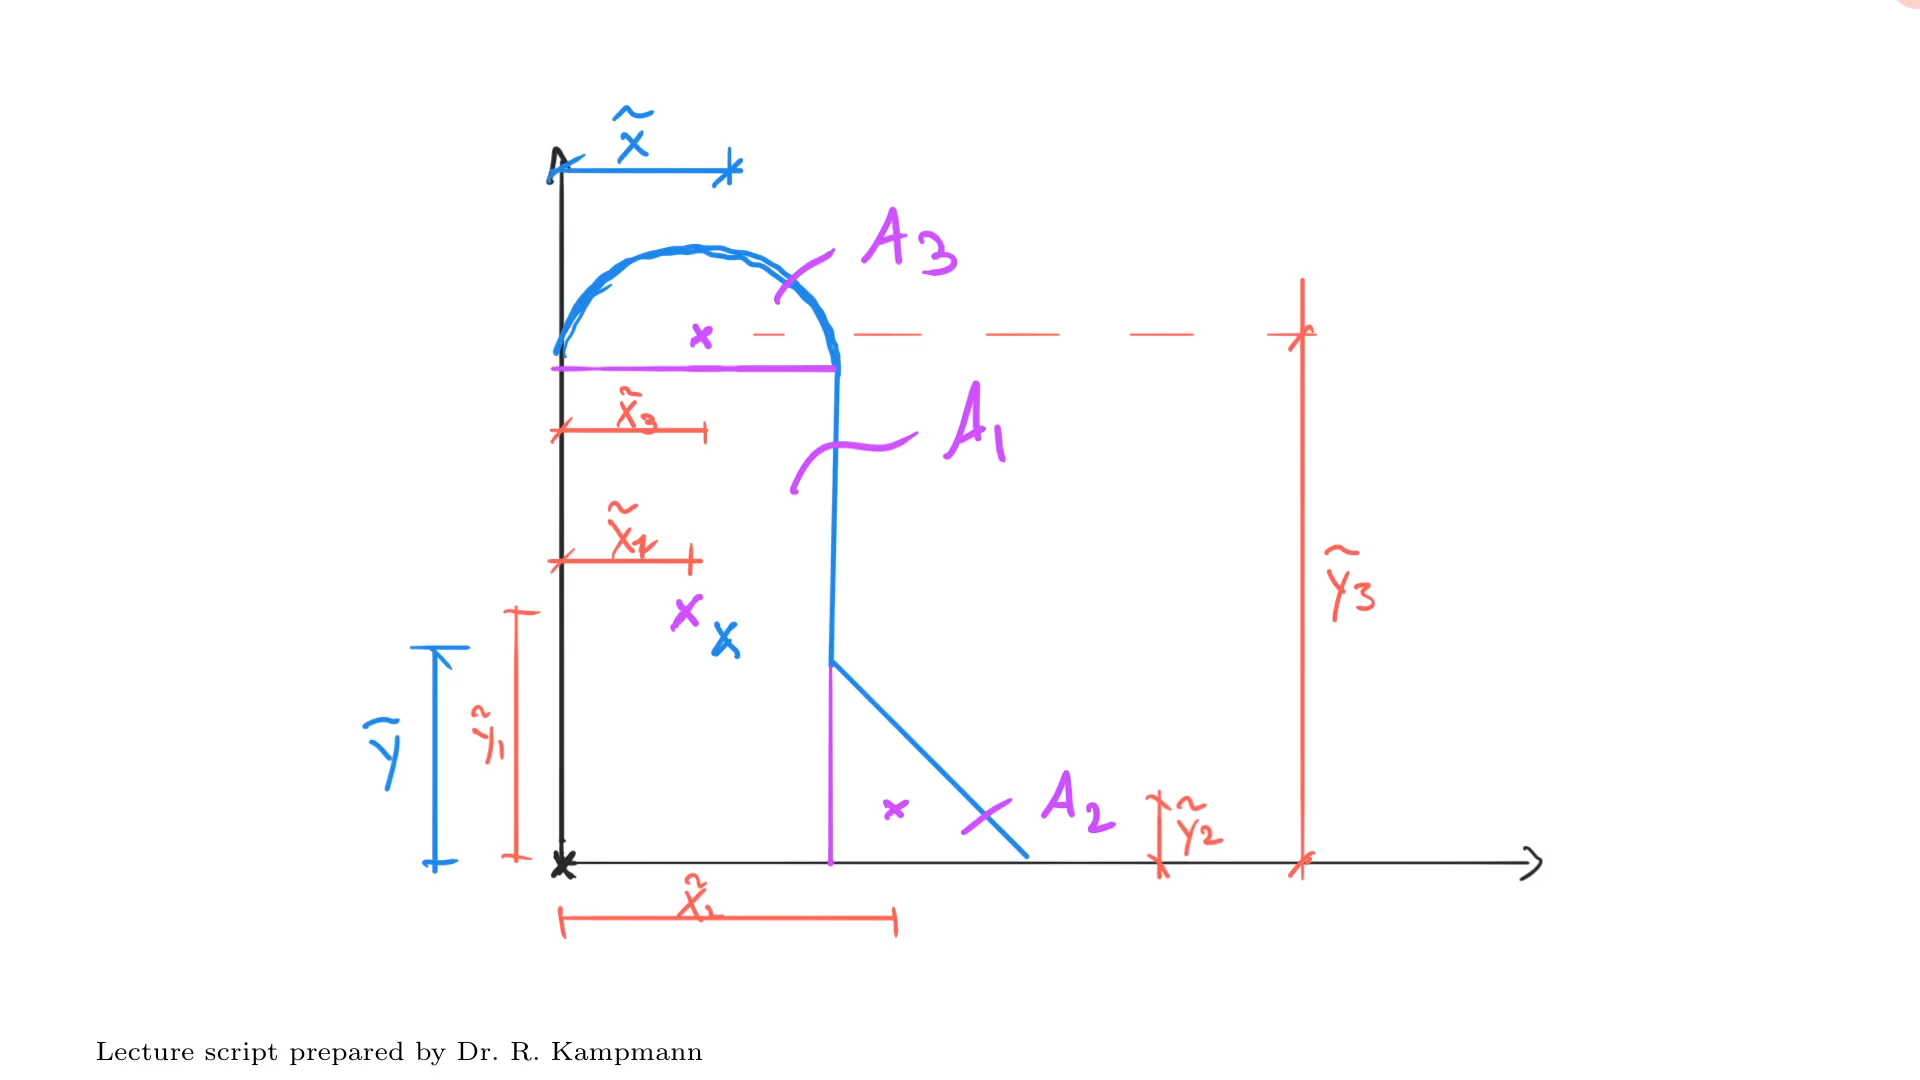 x̃
A3
x̃3
A1
x̃1
ỹ3
ỹ
ỹ1
A2
ỹ2
x̃2
Lecture script prepared by Dr. R. Kampmann